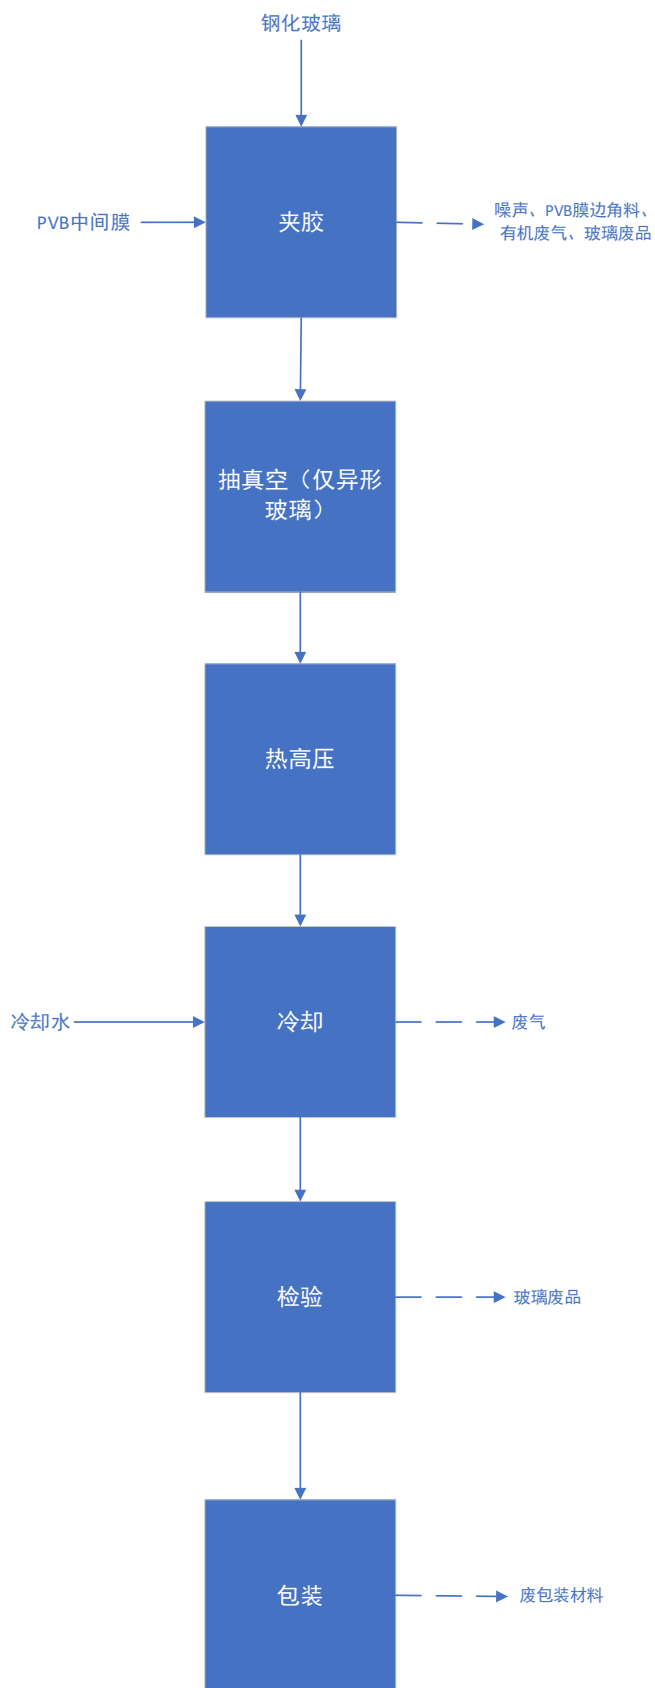 钢化玻璃
PVB中间膜
夹胶
噪声、PVB膜边角料、
有机废气、玻璃废品
抽真空（仅异形
玻璃）
热高压
冷却水
冷却
废气
检验
玻璃废品
包装
废包装材料